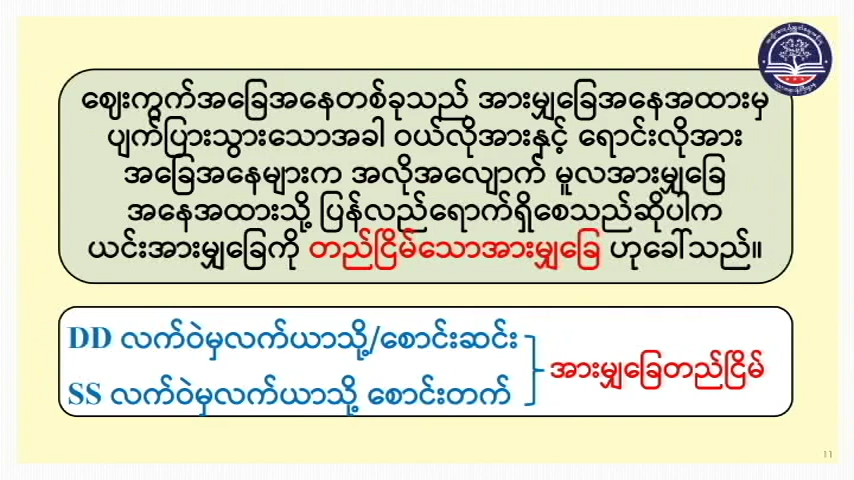 ဈေးကွက်အခြေအနေတစ်ခုသည် အားမျှခြေအနေအထားမှ
ပျက်ပြားသွားသောအခါ ဝယ်လိုအားနှင့် ရောင်းလိုအား
အခြေအနေများက အလိုအလျောက် မူလအားမျှခြေ
အနေအထားသို့ ပြန်လည်ရောက်ရှိစေသည်ဆိုပါက
ယင်းအားမျှခြေကို တည်ငြိမ်သောအားမျှခြေ ဟုခေါ်သည်။
DD လက်ဝဲမှလက်ယာသို့/စောင်းဆင်း
အားမျှခြေတည်ငြိမ်
SS လက်ဝဲမှလက်ယာသို့ စောင်းတက်
11